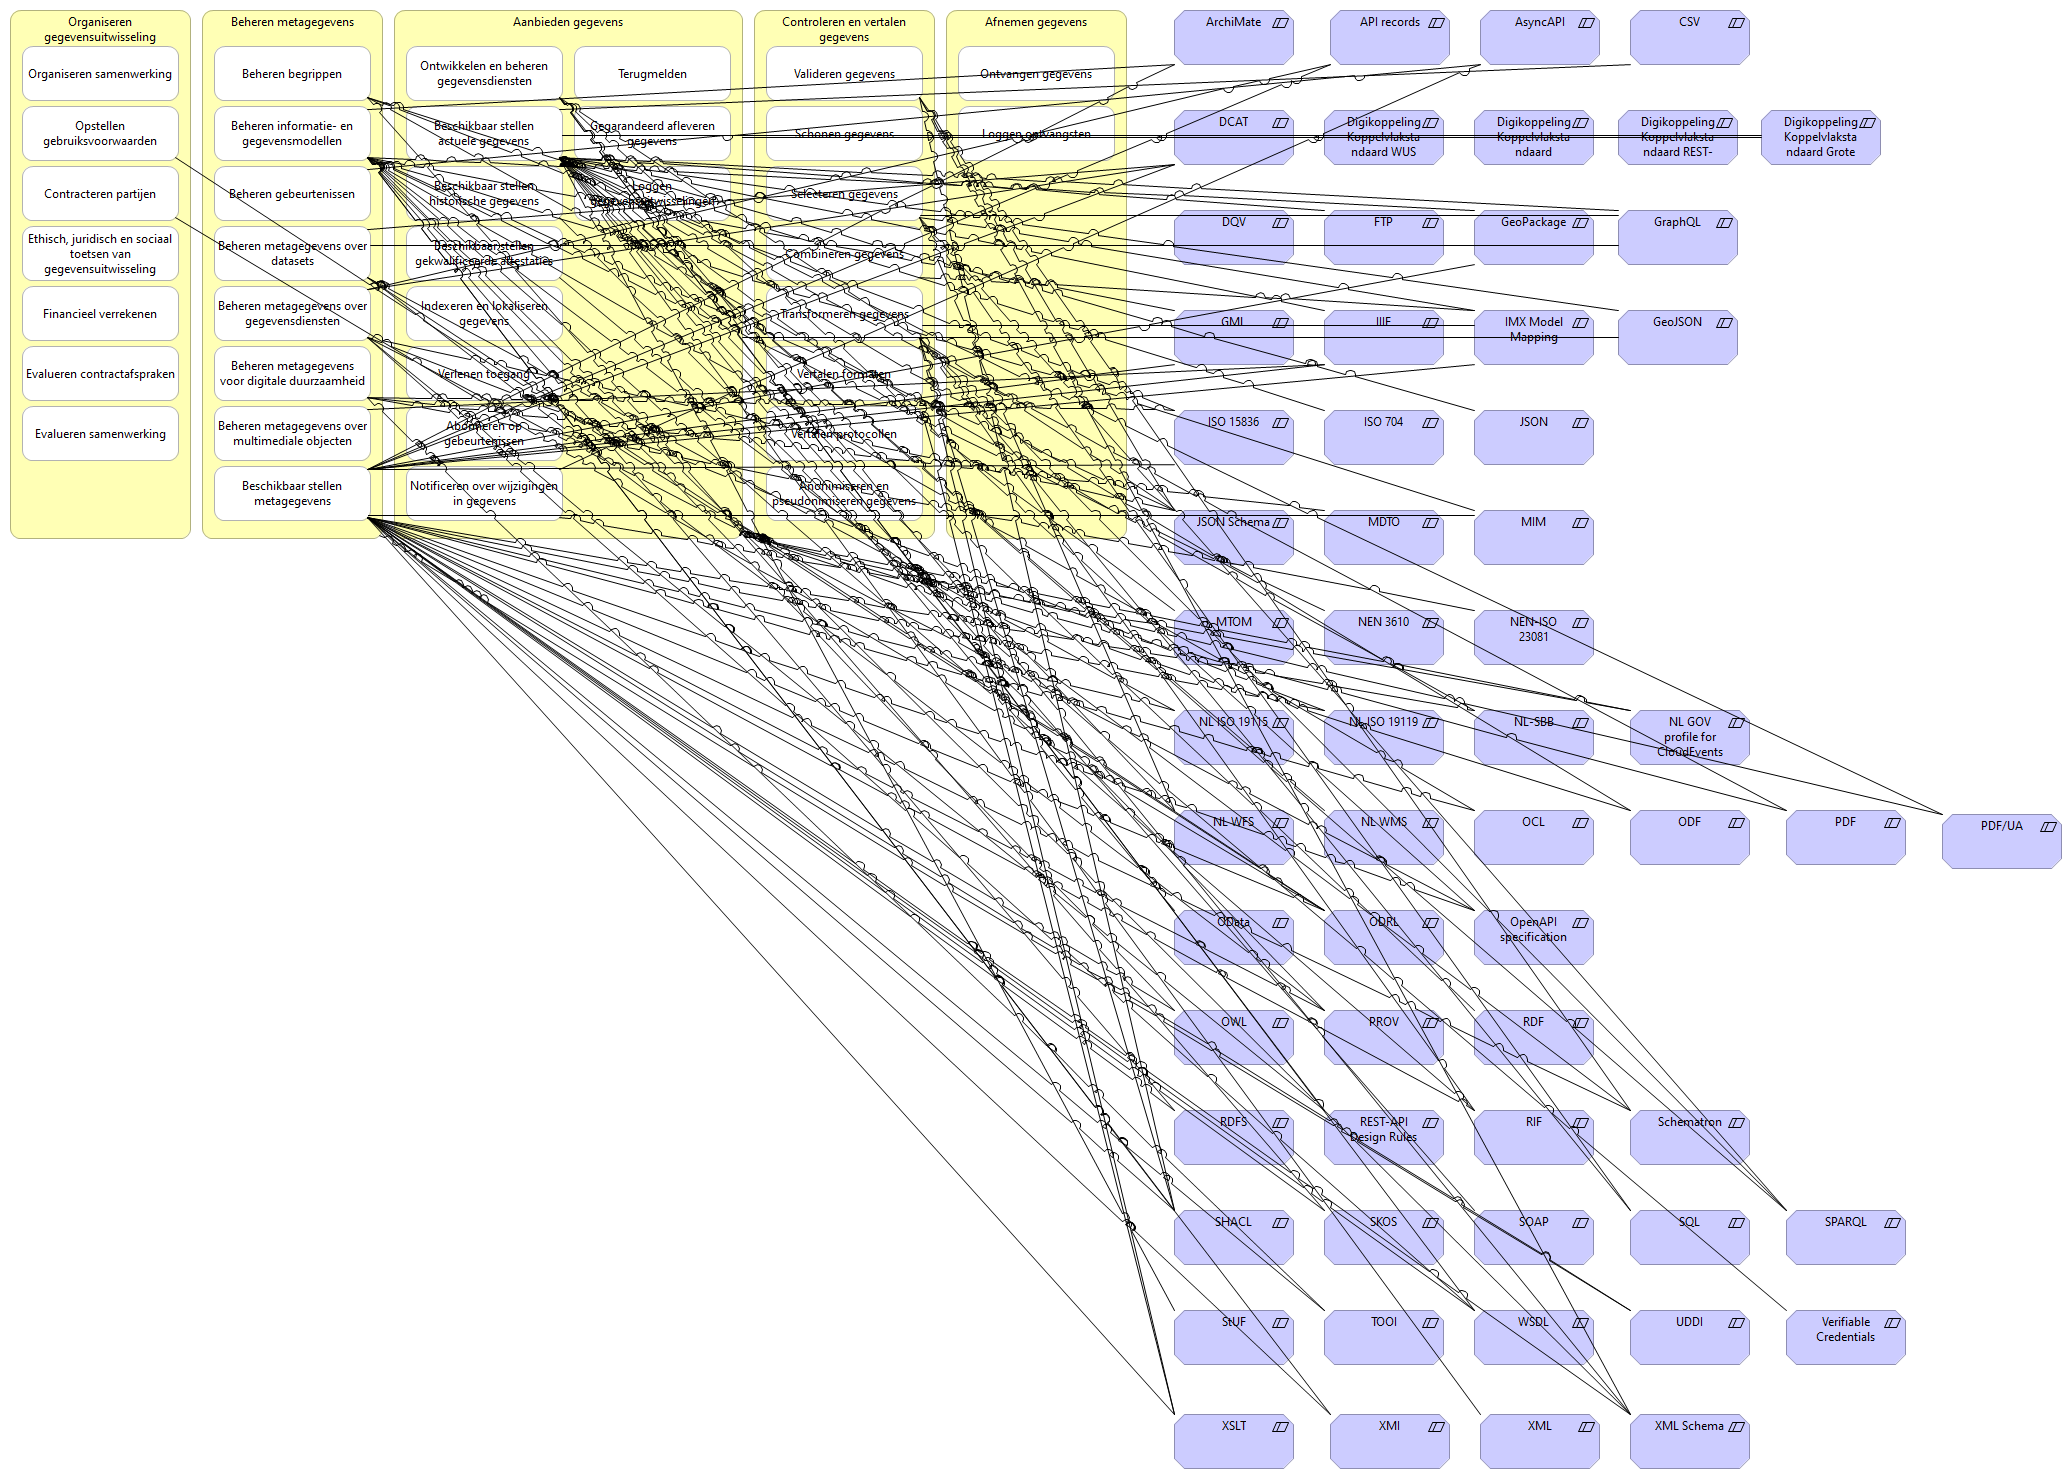 Organiseren
gegevensuitwisseling
Organiseren samenwerking
Opstellen
gebruiksvoorwaarden
Contracteren partijen
Ethisch, juridisch en sociaal
toetsen van
gegevensuitwisseling
Financieel verrekenen
Evalueren contractafspraken
Evalueren samenwerking
Beheren metagegevens
Beheren begrippen
Beheren informatie- en
gegevensmodellen
Beheren gebeurtenissen
Beheren metagegevens over
datasets
Beheren metagegevens over
gegevensdiensten
Beheren metagegevens
voor digitale duurzaamheid
Beheren metagegevens over
multimediale objecten
Beschikbaar stellen
metagegevens
Aanbieden gegevens
Ontwikkelen en beheren
gegevensdiensten
Beschikbaar stellen
actuele gegevens
Beschikbaar stellen
historische gegevens
Beschikbaar stellen
gekwalificeerde attestaties
Indexeren en lokaliseren
gegevens
Verlenen toegang
Abonneren op
gebeurtenissen
Notificeren over wijzigingen
in gegevens
Terugmelden
Gegarandeerd afleveren
gegevens
Loggen
gegevensuitwisselingen
Controleren en vertalen
gegevens
Valideren gegevens
Schonen gegevens
Selecteren gegevens
Combineren gegevens
Transformeren gegevens
Vertalen formaten
Vertalen protocollen
Anonimiseren en
pseudonimiseren gegevens
Afnemen gegevens
Ontvangen gegevens
Loggen ontvangsten
ArchiMate
API records
AsyncAPI
CSV
DCAT
Digikoppeling
Koppelvlaksta
ndaard WUS
Digikoppeling
Koppelvlaksta
ndaard
Digikoppeling
Koppelvlaksta
ndaard REST-
Digikoppeling
Koppelvlaksta
ndaard Grote
DQV
FTP
GeoPackage
GraphQL
GML
IIIF
IMX Model
Mapping
GeoJSON
ISO 15836
ISO 704
JSON
JSON Schema
MDTO
MIM
MTOM
NEN 3610
NEN-ISO
23081
NL ISO 19115
NL ISO 19119
NL-SBB
NL GOV
profile for
CloudEvents
NL WFS
NL WMS
OCL
ODF
PDF
PDF/UA
OData
ODRL
OpenAPI
specification
OWL
PROV
RDF
RDFS
REST-API
Design Rules
RIF
Schematron
SHACL
SKOS
SOAP
SQL
SPARQL
StUF
TOOI
WSDL
UDDI
Verifiable
Credentials
XSLT
XMI
XML
XML Schema